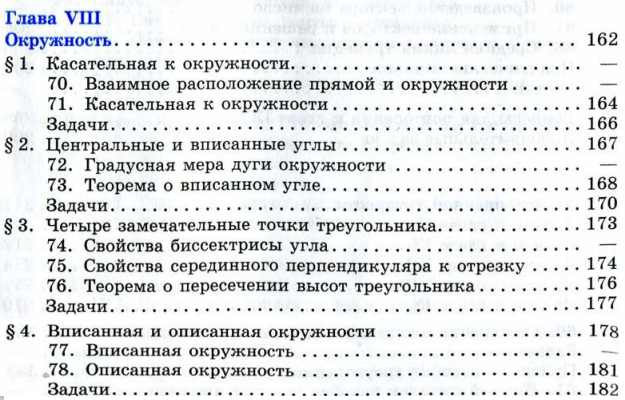 Глава VIII
Окружность ........................................ 162
§ 1. Касательная к окружности. ........................ —
70. Взаимное расположение прямой и окружности ....... —
71. Касательная к окружности ........................ 164
Задачи. ............................................. 166
§ 2. Центральные и вписанные углы ..................... 167
72. Градусная мера дуги окружности .................. —
73. Теорема о вписанном угле. ....................... 168
Задачи .............................................. 170
§ 3. Четыре замечательные точки треугольника. ......... 173
74. Свойства биссектрисы угла. ...................... —
75. Свойства серединного перпендикуляра к отрезку ... 174
76. Теорема о пересечении высот треугольника ........ 176
Задачи. ............................................. 177
§ 4. Вписанная и описанная окружности ................. 178
77. Вписанная окружность ............................ —
78. Описанная окружность ............................ 181
Задачи .............................................. 182